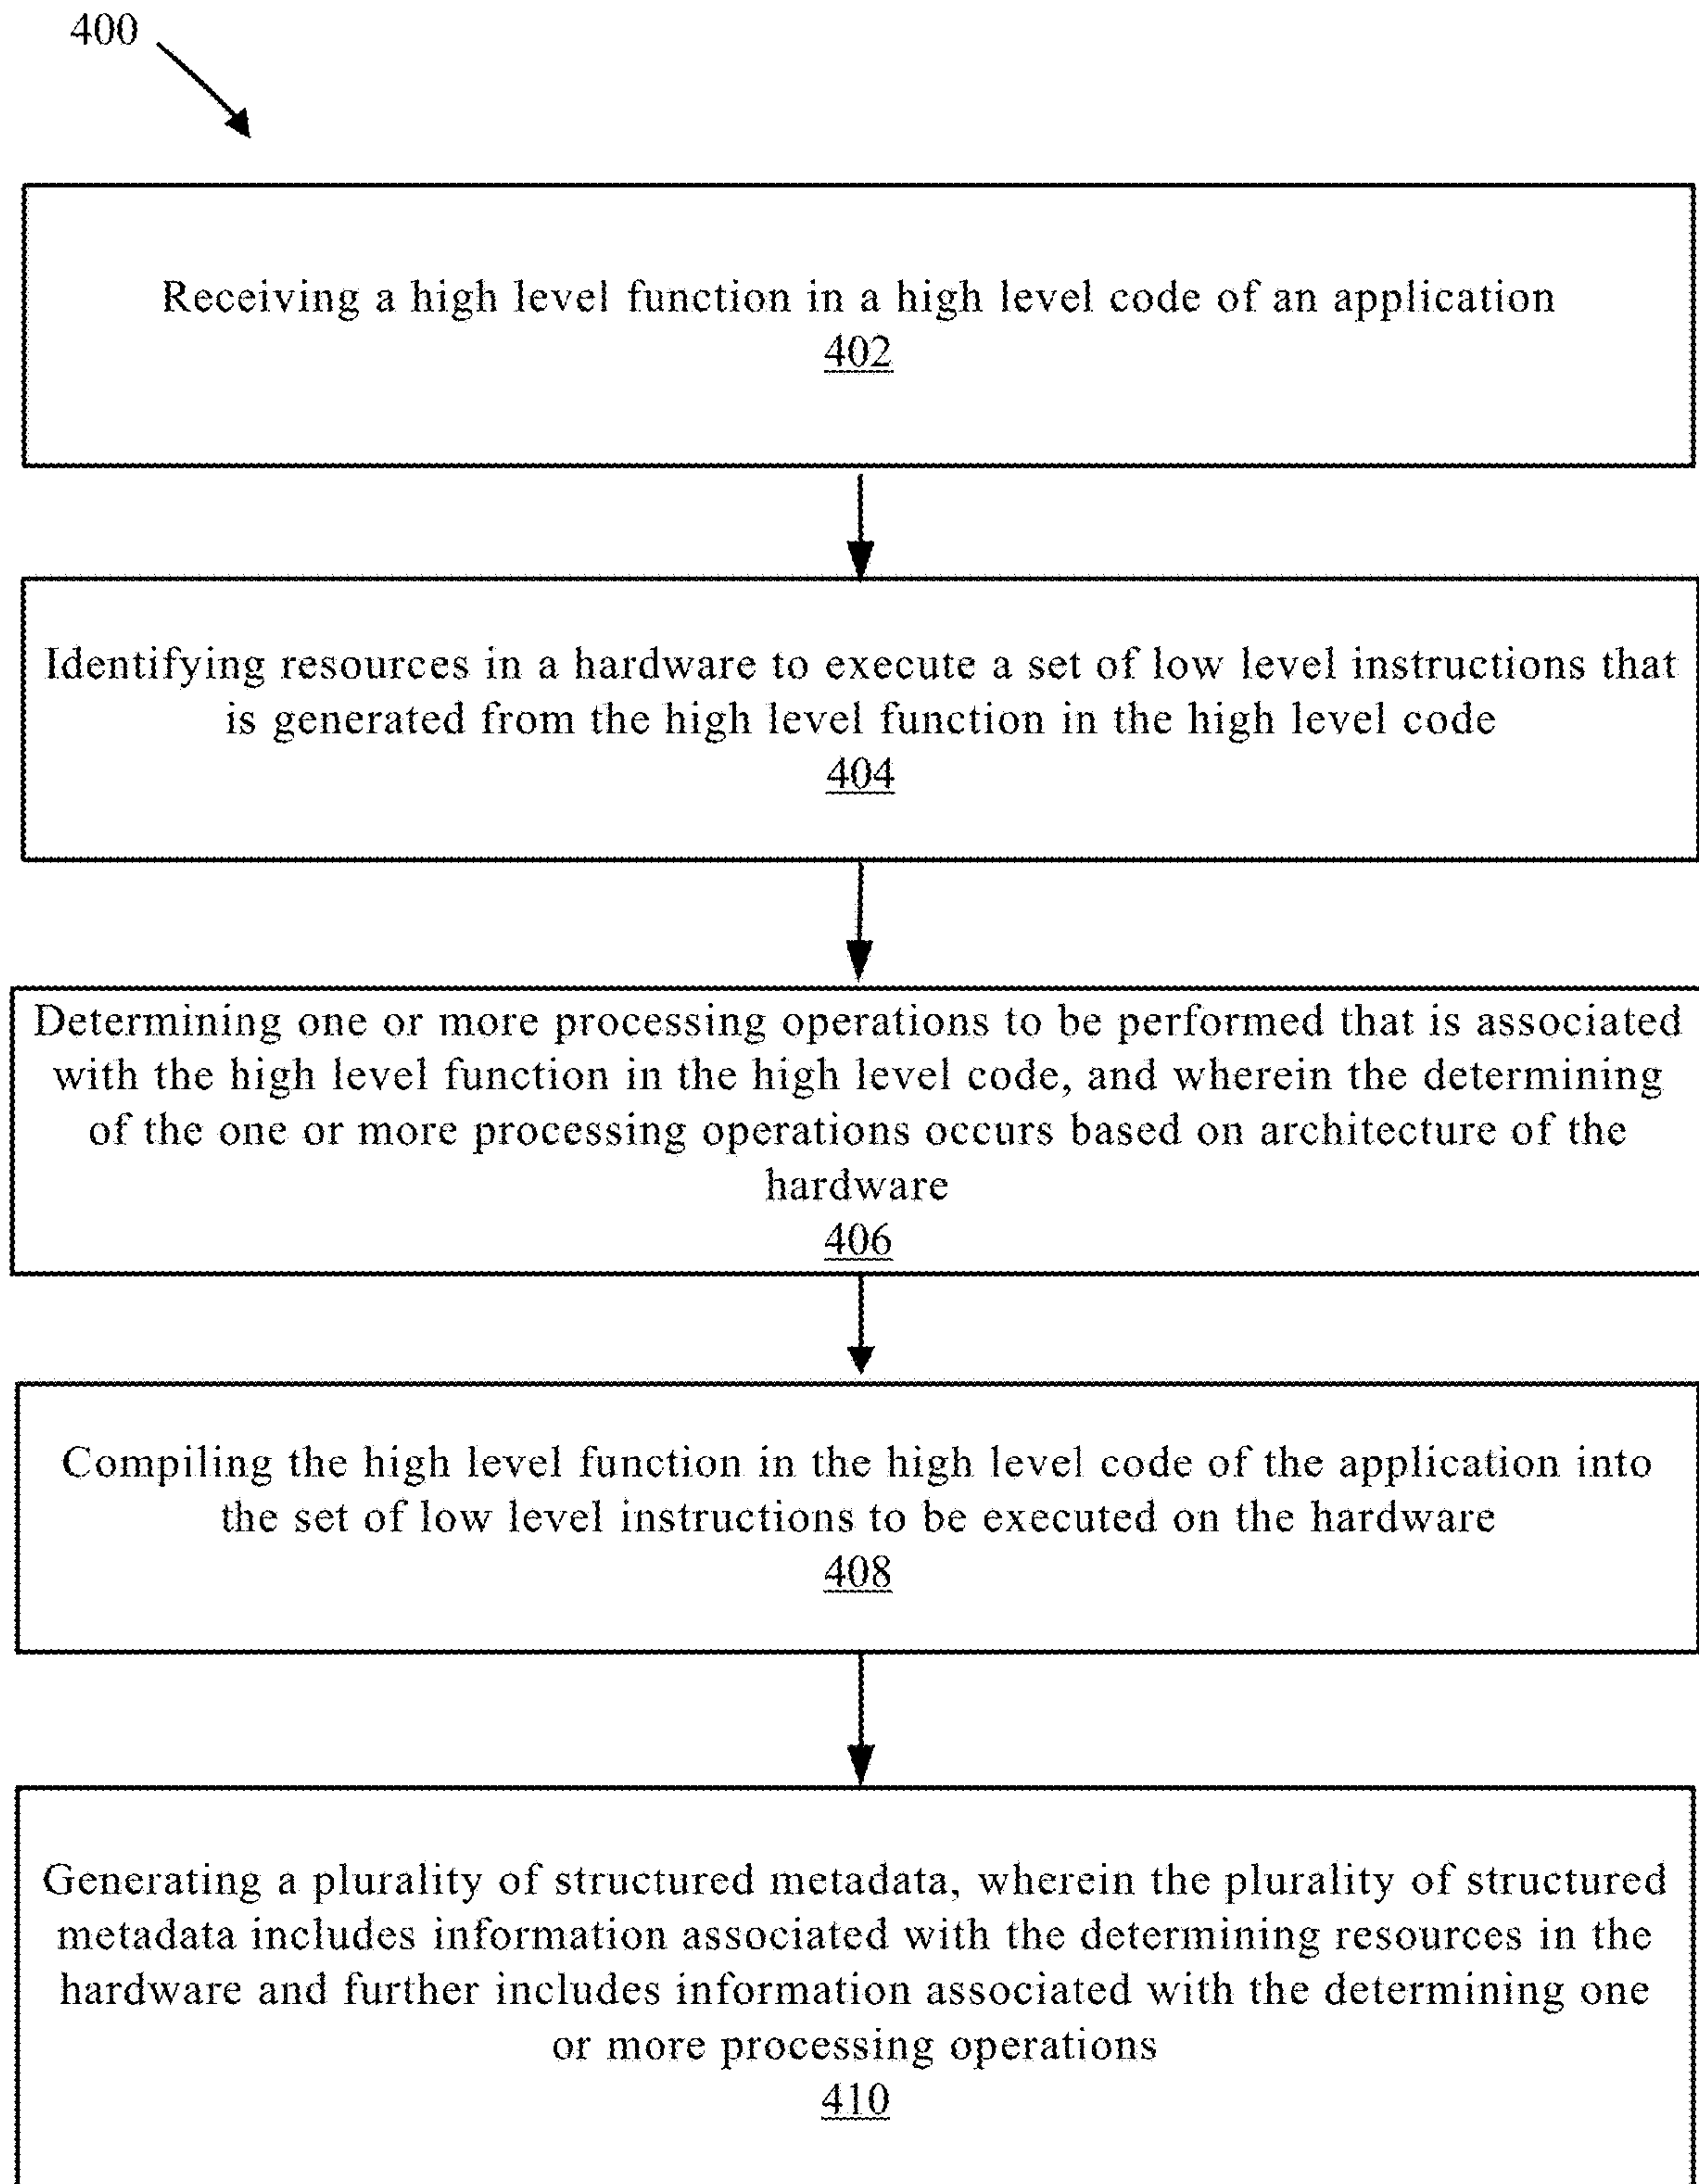 400
Receiving a high level function in a high level code of an application
402
Identifying resources in a hardware to execute a set of low level instructions that
is generated from the high level function in the high level code
404
Determining one or more processing operations to be performed that is associated
with the high level function in the high level code, and wherein the determining
of the one or more processing operations occurs based on architecture of the
hardware
406
Compiling the high level function in the high level code of the application into
the set of low level instructions to be executed on the hardware
408
Generating a plurality of structured metadata, wherein the plurality of structured
metadata includes information associated with the determining resources in the
hardware and further includes information associated with the determining one
or more processing operations
410